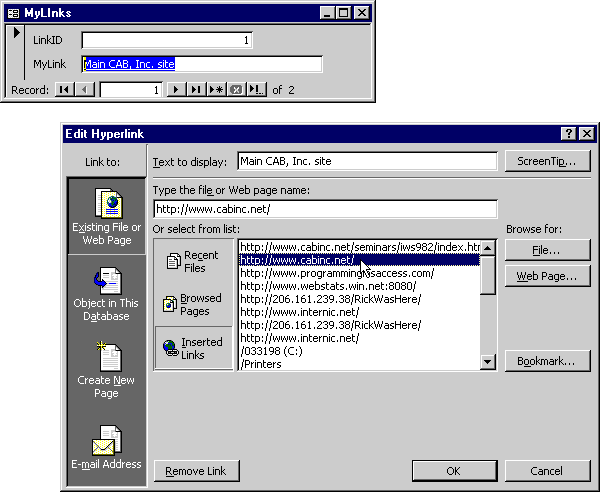 MyLInks
LinkID 1
MyLink Main CAB, Inc. site
Record: 1 of 2
Edit Hyperlink
Link to:
Text to display: Main CAB, Inc. site
ScreenTip...
Type the file or Web page name:
http://www.cabinc.net/
Or select from list:
Browse for:
Existing File or
Web Page
Object in This
Database
Create New
Page
E-mail Address
Recent
Files
Browsed
Pages
Inserted
Links
http://www.cabinc.net/seminars/iws982/index.htm
http://www.cabinc.net/
http://www.programmingmsaccess.com/
http://www.webstats.win.net:8080/
http://206.161.239.38/RickWasHere/
http://www.internic.net/
http://206.161.239.38/RickWasHere/
http://www.internic.net/
/033198 (C:)
/Printers
File...
Web Page...
Bookmark...
Remove Link
OK
Cancel